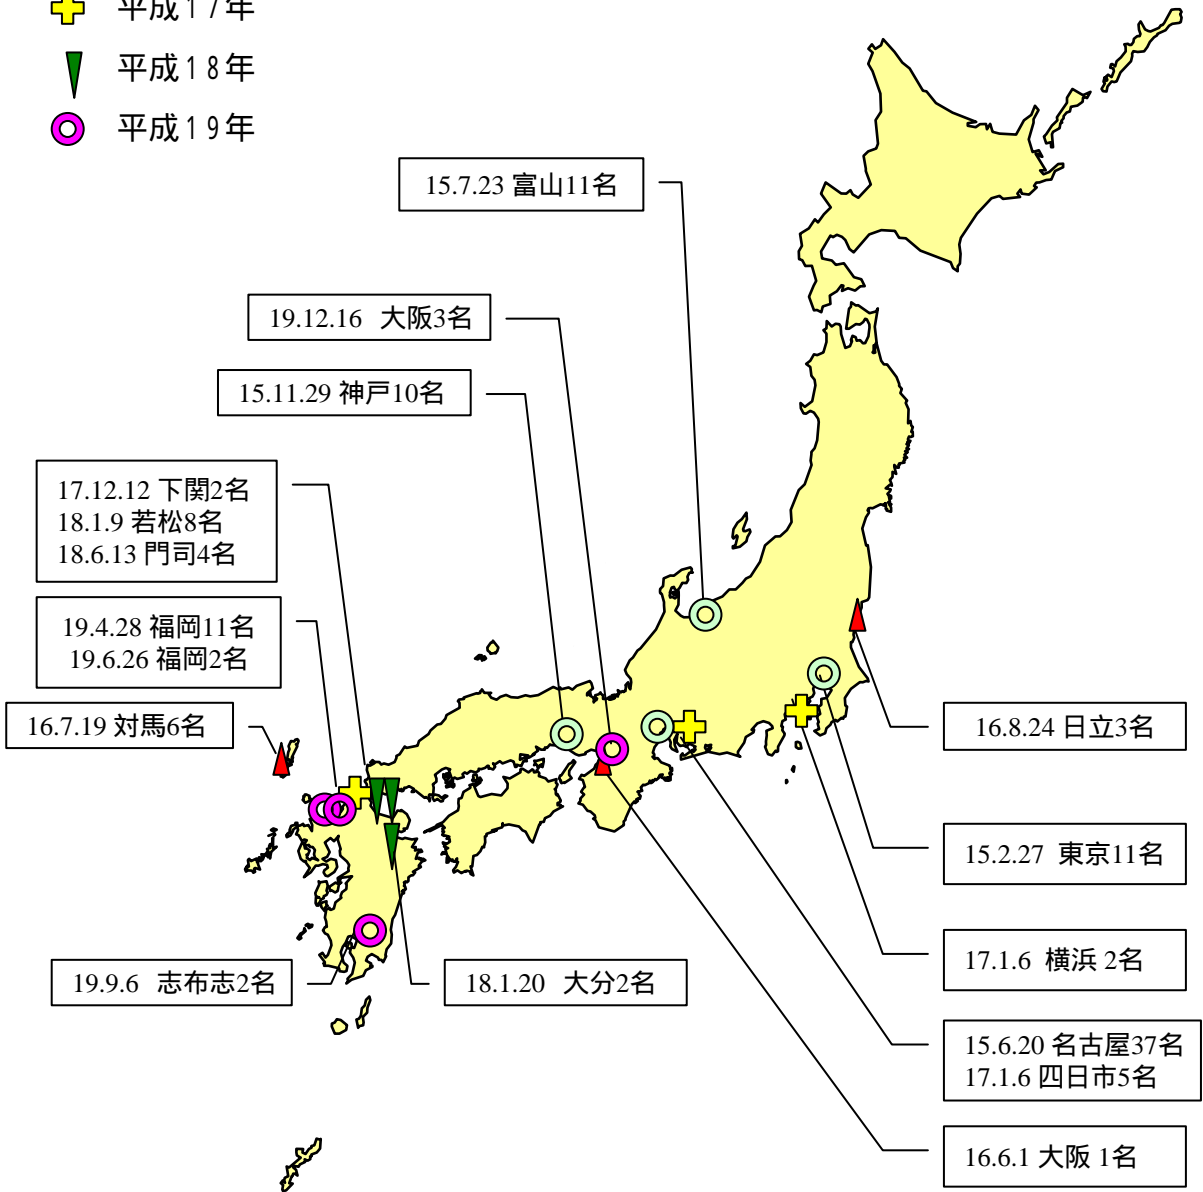 平成17年
平成18年
平成19年
15.7.23 富山11名
19.12.16 大阪3名
15.11.29 神戸10名
17.12.12 下関2名
18.1.9 若松8名
18.6.13 門司4名
19.4.28 福岡11名
19.6.26 福岡2名
16.7.19 対馬6名
16.8.24 日立3名
15.2.27 東京11名
17.1.6 横浜 2名
19.9.6 志布志2名
18.1.20 大分2名
15.6.20 名古屋37名
17.1.6 四日市5名
16.6.1 大阪 1名